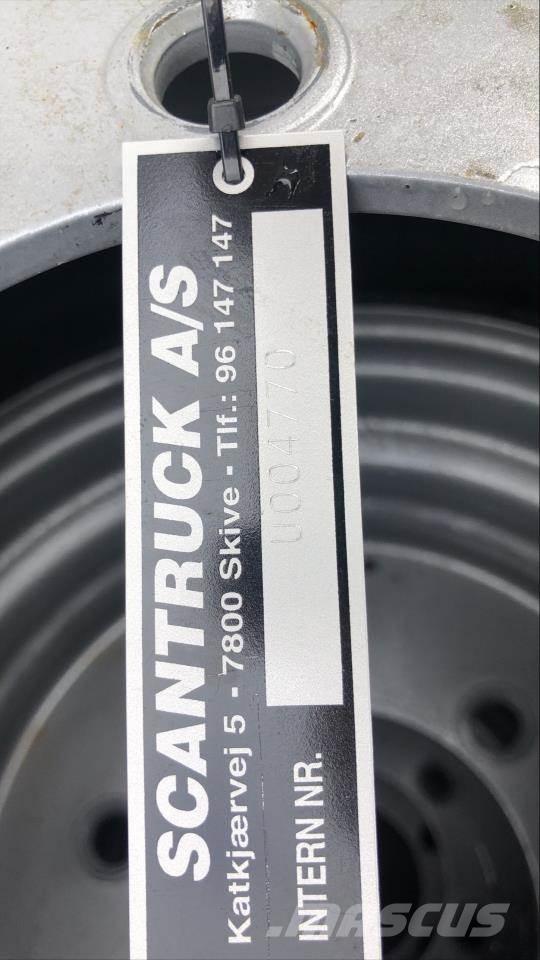 SCANTRUCK A/S
Katkjærvej 5 - 7800 Skive - Tlf.: 96 147 147
INTERN NR. U004770
MASCUS